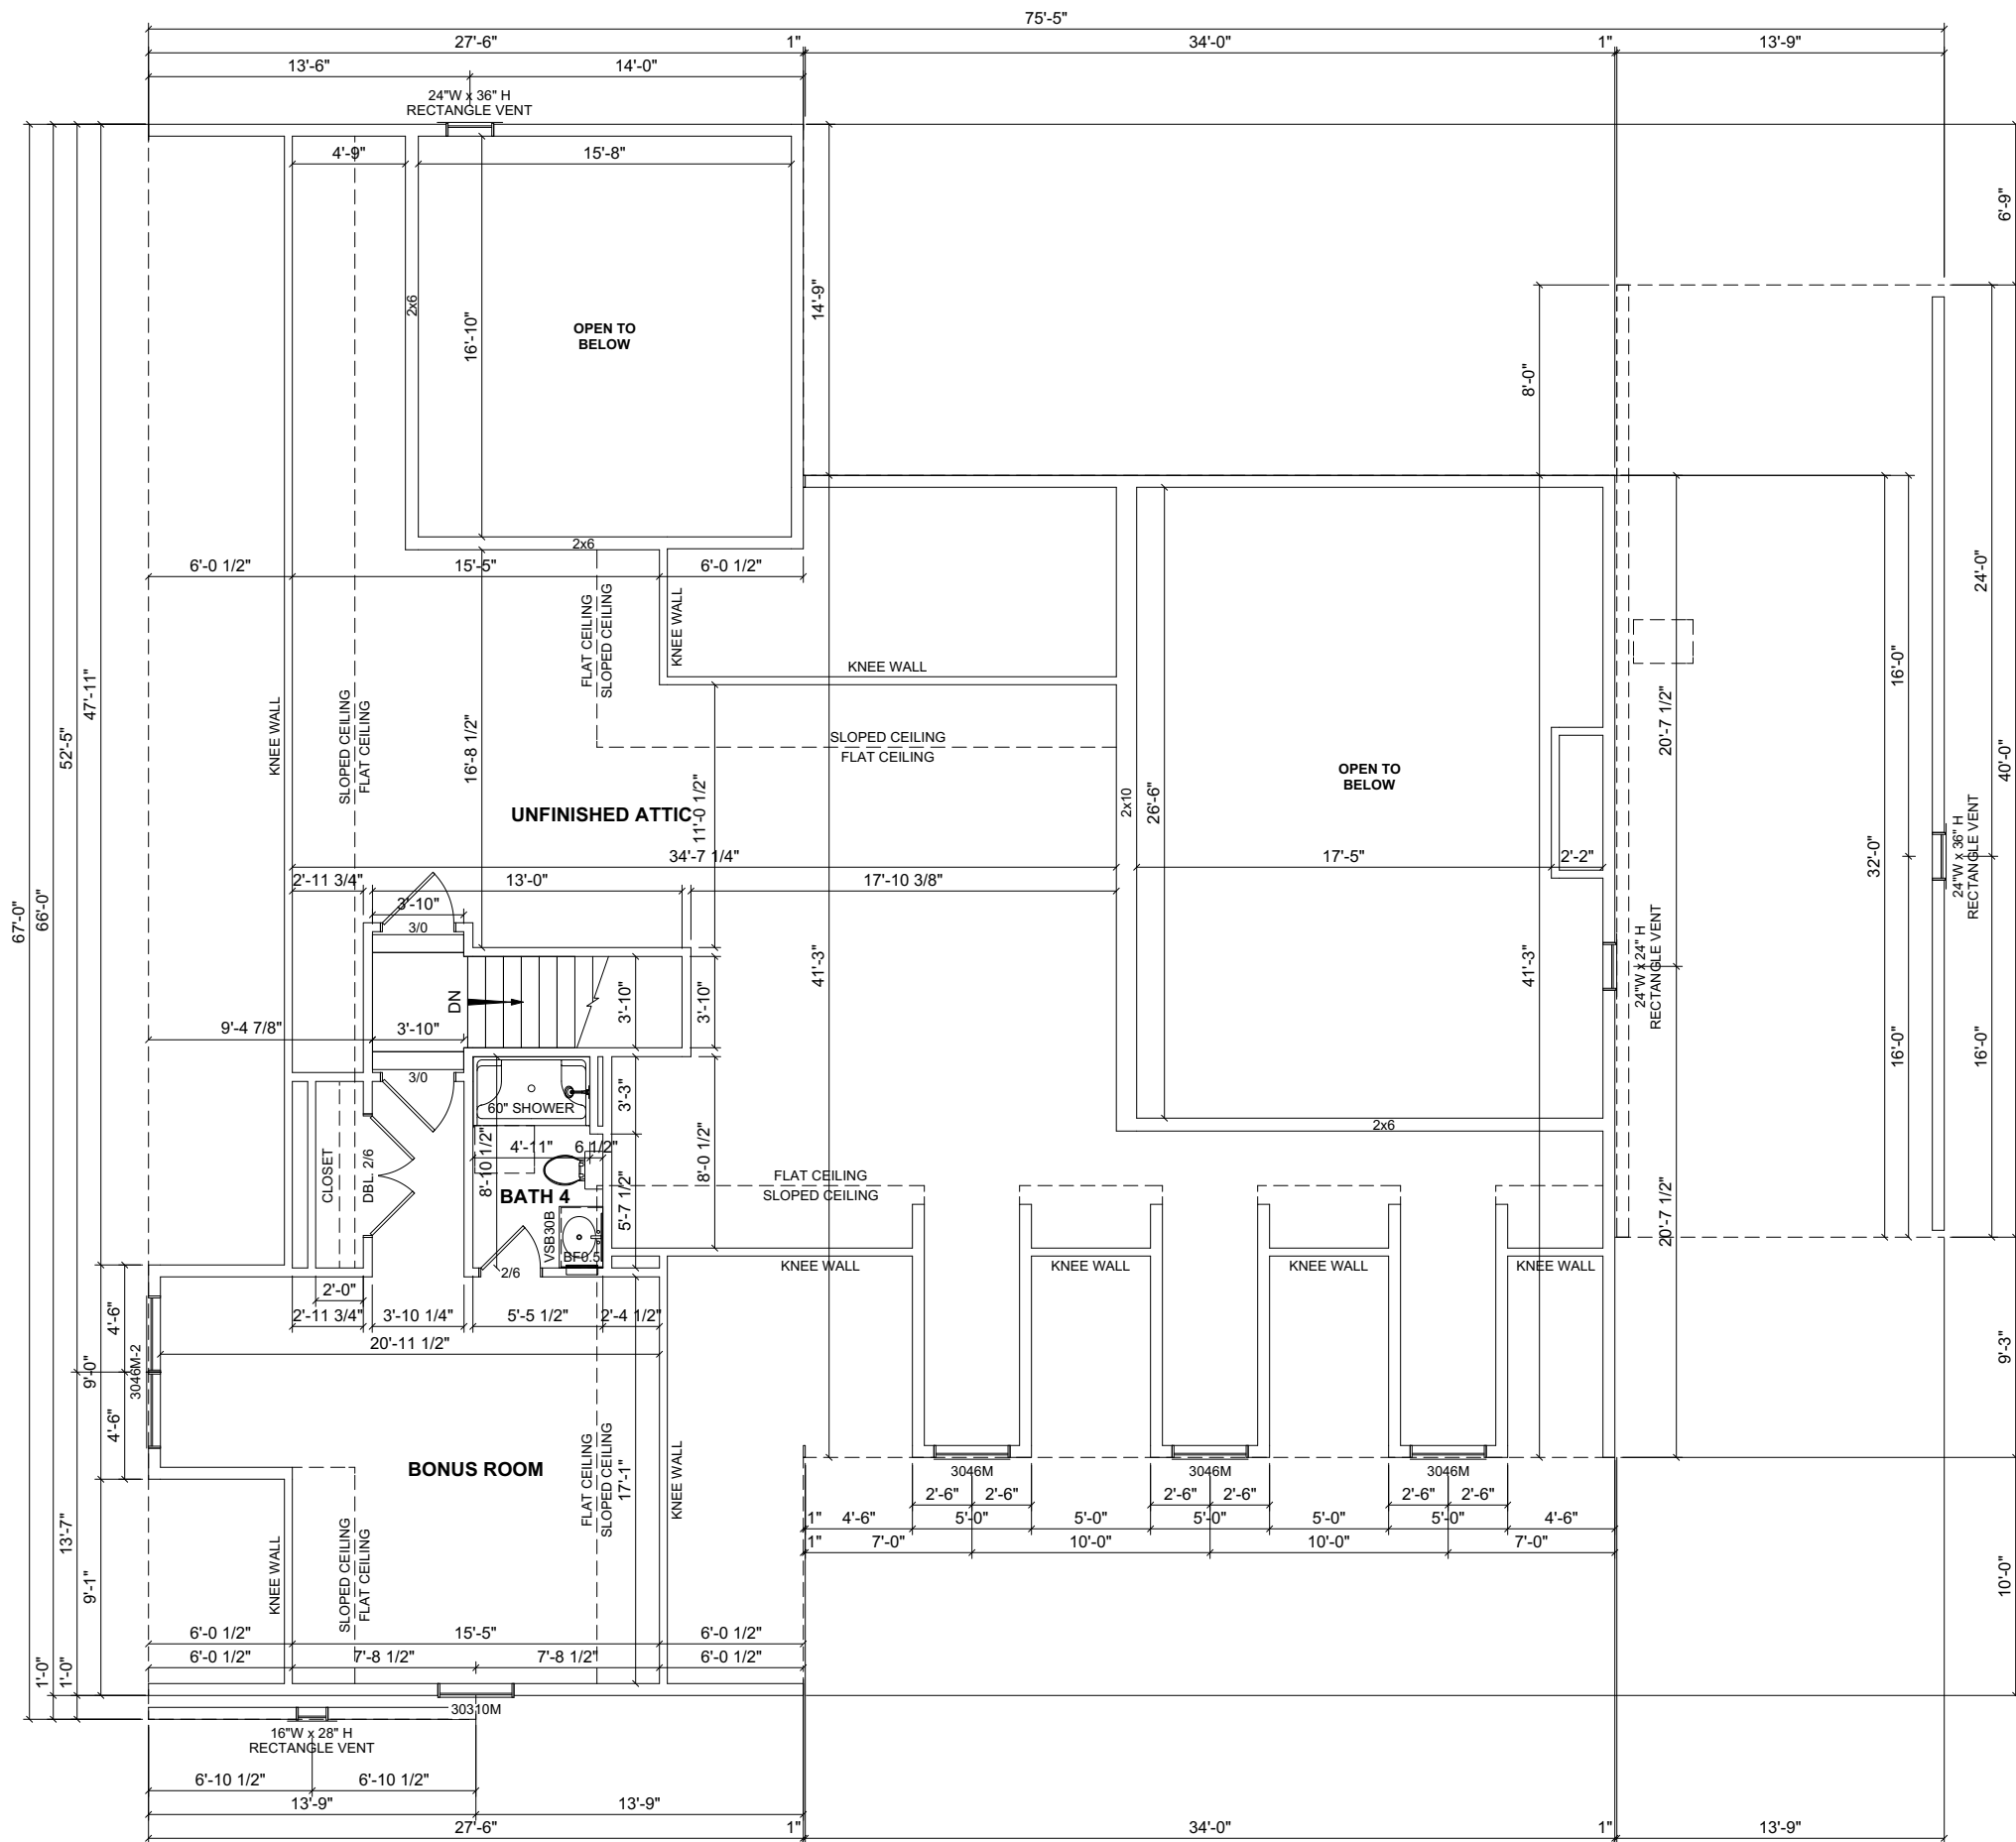 75'-5"
27'-6" 1" 34'-0" 1" 13'-9"
13'-6" 14'-0"
24"W x 36" H
RECTANGLE VENT
4'-9" 15'-8"
6'-9"
2x6
16'-10"
14'-9"
OPEN TO
BELOW
8'-0"
2x6
6'-0 1/2" 15'-5" 6'-0 1/2"
24'-0"
FLAT CEILING
SLOPED CEILING
KNEE WALL
KNEE WALL
16'-0"
47'-11"
52'-5"
KNEE WALL
SLOPED CEILING
FLAT CEILING
16'-8 1/2"
20'-7 1/2"
40'-0"
SLOPED CEILING
FLAT CEILING
OPEN TO
BELOW
UNFINISHED ATTIC
11'-0 1/2"
2x10
26'-6"
24"W x 36" H
RECTANGLE VENT
34'-7 1/4" 17'-5" 2'-2"
32'-0"
2'-11 3/4" 13'-0" 17'-10 3/8"
67'-0"
66'-0"
3'-10"
3/0
24"W x 24" H
RECTANGLE VENT
41'-3"
41'-3"
DN
3'-10"
3'-10"
9'-4 7/8" 3'-10"
16'-0"
16'-0"
3/0
60" SHOWER
3'-3"
8'-10 1/2"
4'-11" 6 1/2"
8'-0 1/2"
2x6
CLOSET
DBL. 2/6
FLAT CEILING
SLOPED CEILING
BATH 4
5'-7 1/2"
20'-7 1/2"
VSB30B
BF0.5
2/6
KNEE WALL KNEE WALL KNEE WALL KNEE WALL
2'-0"
2'-11 3/4" 3'-10 1/4" 5'-5 1/2" 2'-4 1/2"
4'-6"
9'-0"
3046M-2
20'-11 1/2"
9'-3"
4'-6"
BONUS ROOM
FLAT CEILING
SLOPED CEILING
17'-1"
KNEE WALL
3046M 3046M 3046M
2'-6" 2'-6" 2'-6" 2'-6" 2'-6" 2'-6"
1" 4'-6" 5'-0" 5'-0" 5'-0" 5'-0" 5'-0" 4'-6"
1" 7'-0" 10'-0" 10'-0" 7'-0"
13'-7"
9'-1"
KNEE WALL
SLOPED CEILING
FLAT CEILING
10'-0"
6'-0 1/2" 15'-5" 6'-0 1/2"
6'-0 1/2" 7'-8 1/2" 7'-8 1/2" 6'-0 1/2"
1'-0"
1'-0"
30310M
16"W x 28" H
RECTANGLE VENT
6'-10 1/2" 6'-10 1/2"
13'-9" 13'-9"
27'-6" 1" 34'-0" 1" 13'-9"